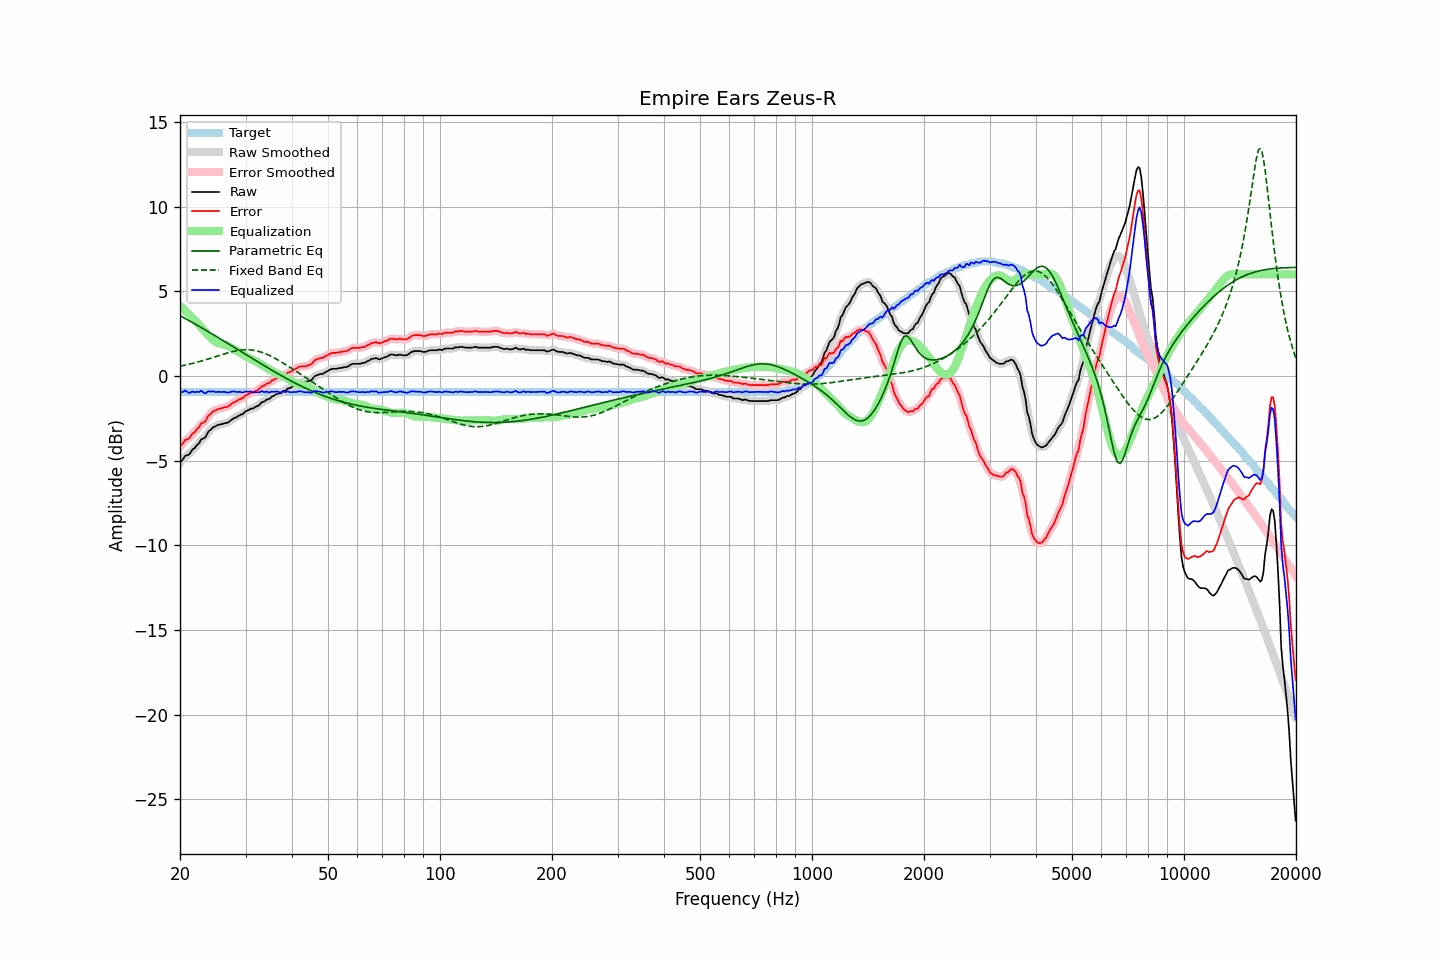 Empire Ears Zeus-R
Target
Raw Smoothed
Error Smoothed
Raw
Error
Equalization
Parametric Eq
Fixed Band Eq
Equalized
Amplitude (dBr)
15
10
5
0
−5
−10
−15
−20
−25
20 50 100 200 500 1000 2000 5000 10000 20000
Frequency (Hz)